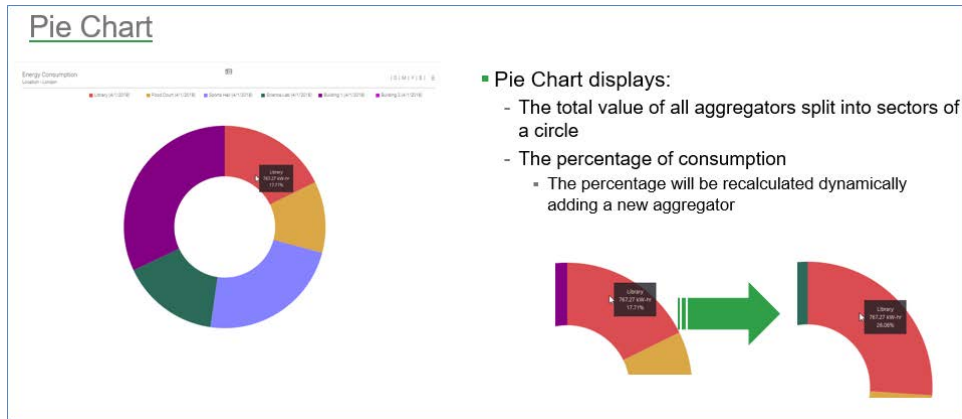 Pie Chart
Energy Consumption
Location - London
| D | M | Y | B |
Library (4/1/2018)
Food Court (4/1/2018)
Sports Hall (4/1/2018)
Science Lab (4/1/2018)
Building 1 (4/1/2018)
Building 2 (4/1/2018)
Library
767.27 kW-hr
17.71%
Pie Chart displays:
- The total value of all aggregators split into sectors of
a circle
- The percentage of consumption
The percentage will be recalculated dynamically
adding a new aggregator
Library
767.27 kW-hr
17.71%
Library
767.27 kW-hr